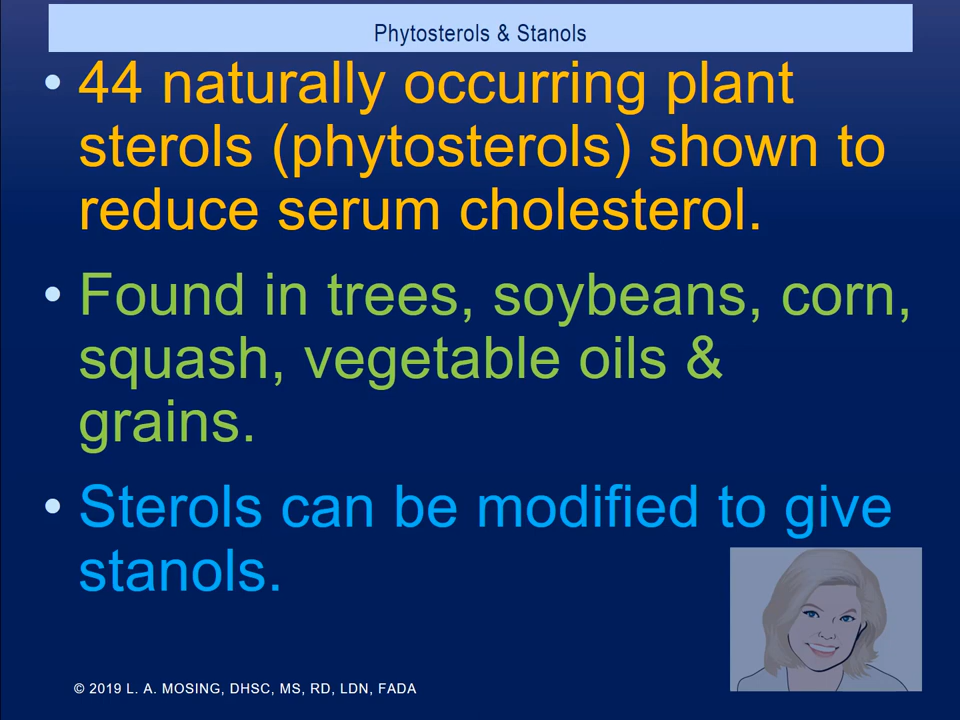 Phytosterols & Stanols
• 44 naturally occurring plant
sterols (phytosterols) shown to
reduce serum cholesterol.
• Found in trees, soybeans, corn,
squash, vegetable oils &
grains.
• Sterols can be modified to give
stanols.
© 2019 L. A. MOSING, DHSC, MS, RD, LDN, FADA